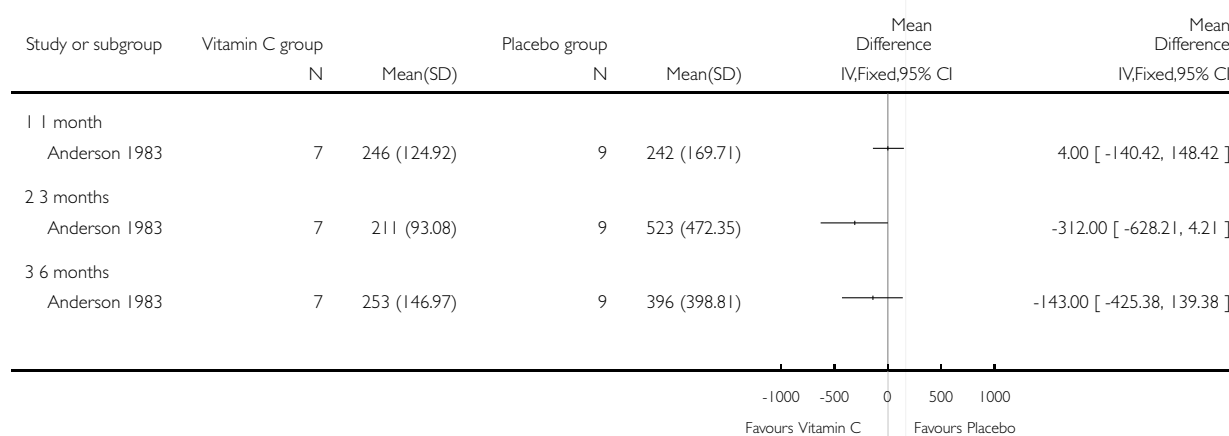 Study or subgroup Vitamin C group Placebo group Mean Difference Mean Difference
N Mean(SD) N Mean(SD) IV,Fixed,95% CI IV,Fixed,95% CI
1 1 month
Anderson 1983 7 246 (124.92) 9 242 (169.71) 4.00 [ -140.42, 148.42 ]
2 3 months
Anderson 1983 7 211 (93.08) 9 523 (472.35) -312.00 [ -628.21, 4.21 ]
3 6 months
Anderson 1983 7 253 (146.97) 9 396 (398.81) -143.00 [ -425.38, 139.38 ]
-1000 -500 0 500 1000
Favours Vitamin C Favours Placebo